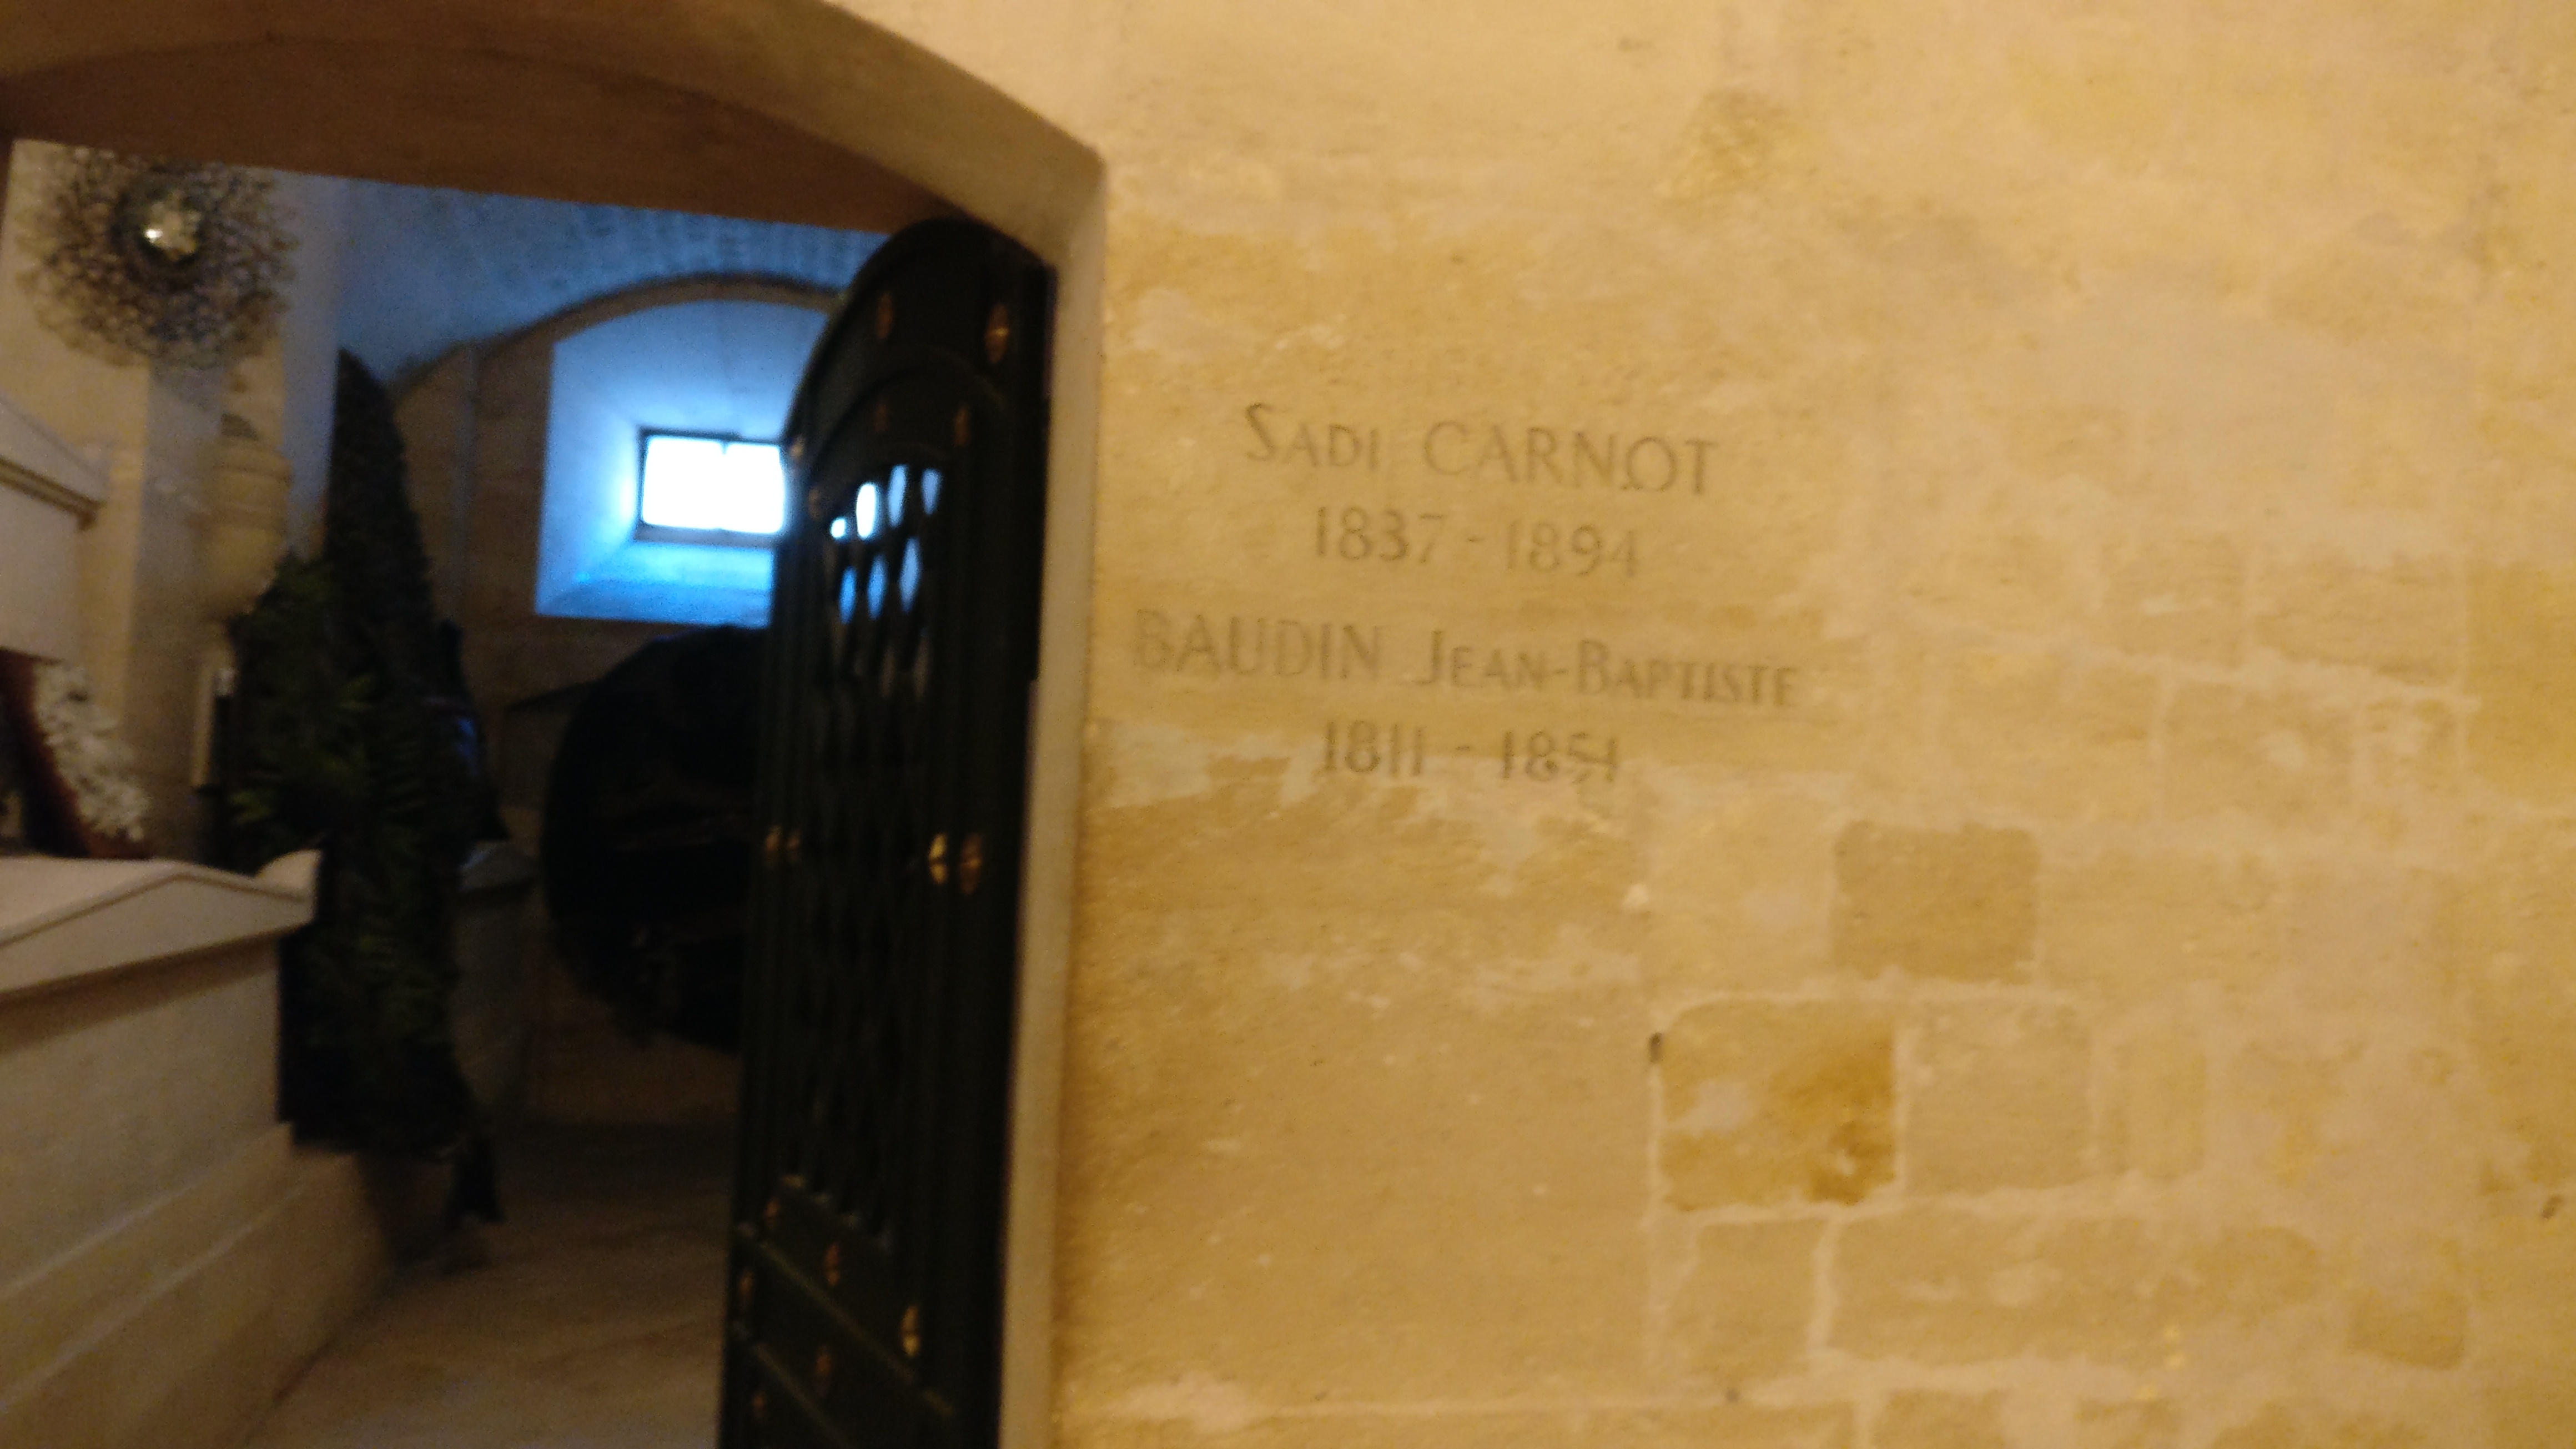 Sadi CARNOT
1837 - 1894
BAUDIN Jean-Baptiste
1811 - 1851